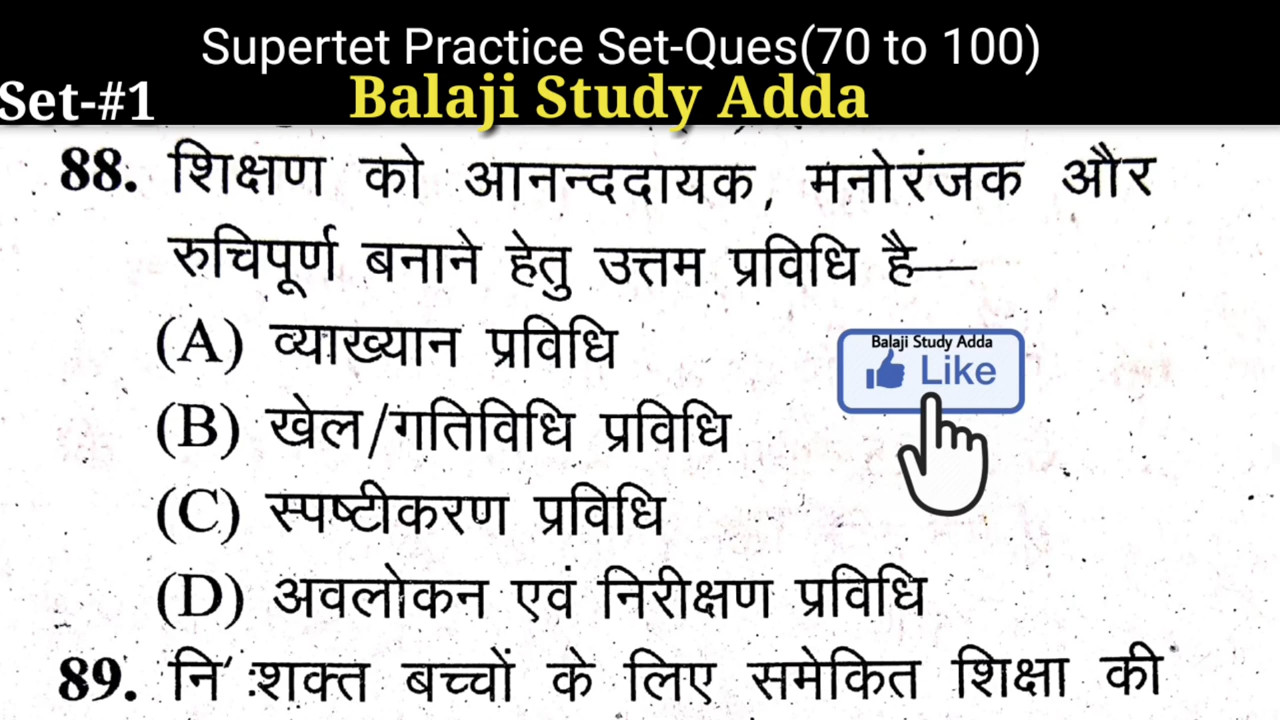 Supertet Practice Set-Ques(70 to 100)
Set-#1 Balaji Study Adda
88. शिक्षण को आनन्ददायक, मनोरंजक और
रुचिपूर्ण बनाने हेतु उत्तम प्रविधि है—
(A) व्याख्यान प्रविधि
Balaji Study Adda
Like
(B) खेल/गतिविधि प्रविधि
(C) स्पष्टीकरण प्रविधि
(D) अवलोकन एवं निरीक्षण प्रविधि
89. नि :शक्त बच्चों के लिए समेकित शिक्षा की